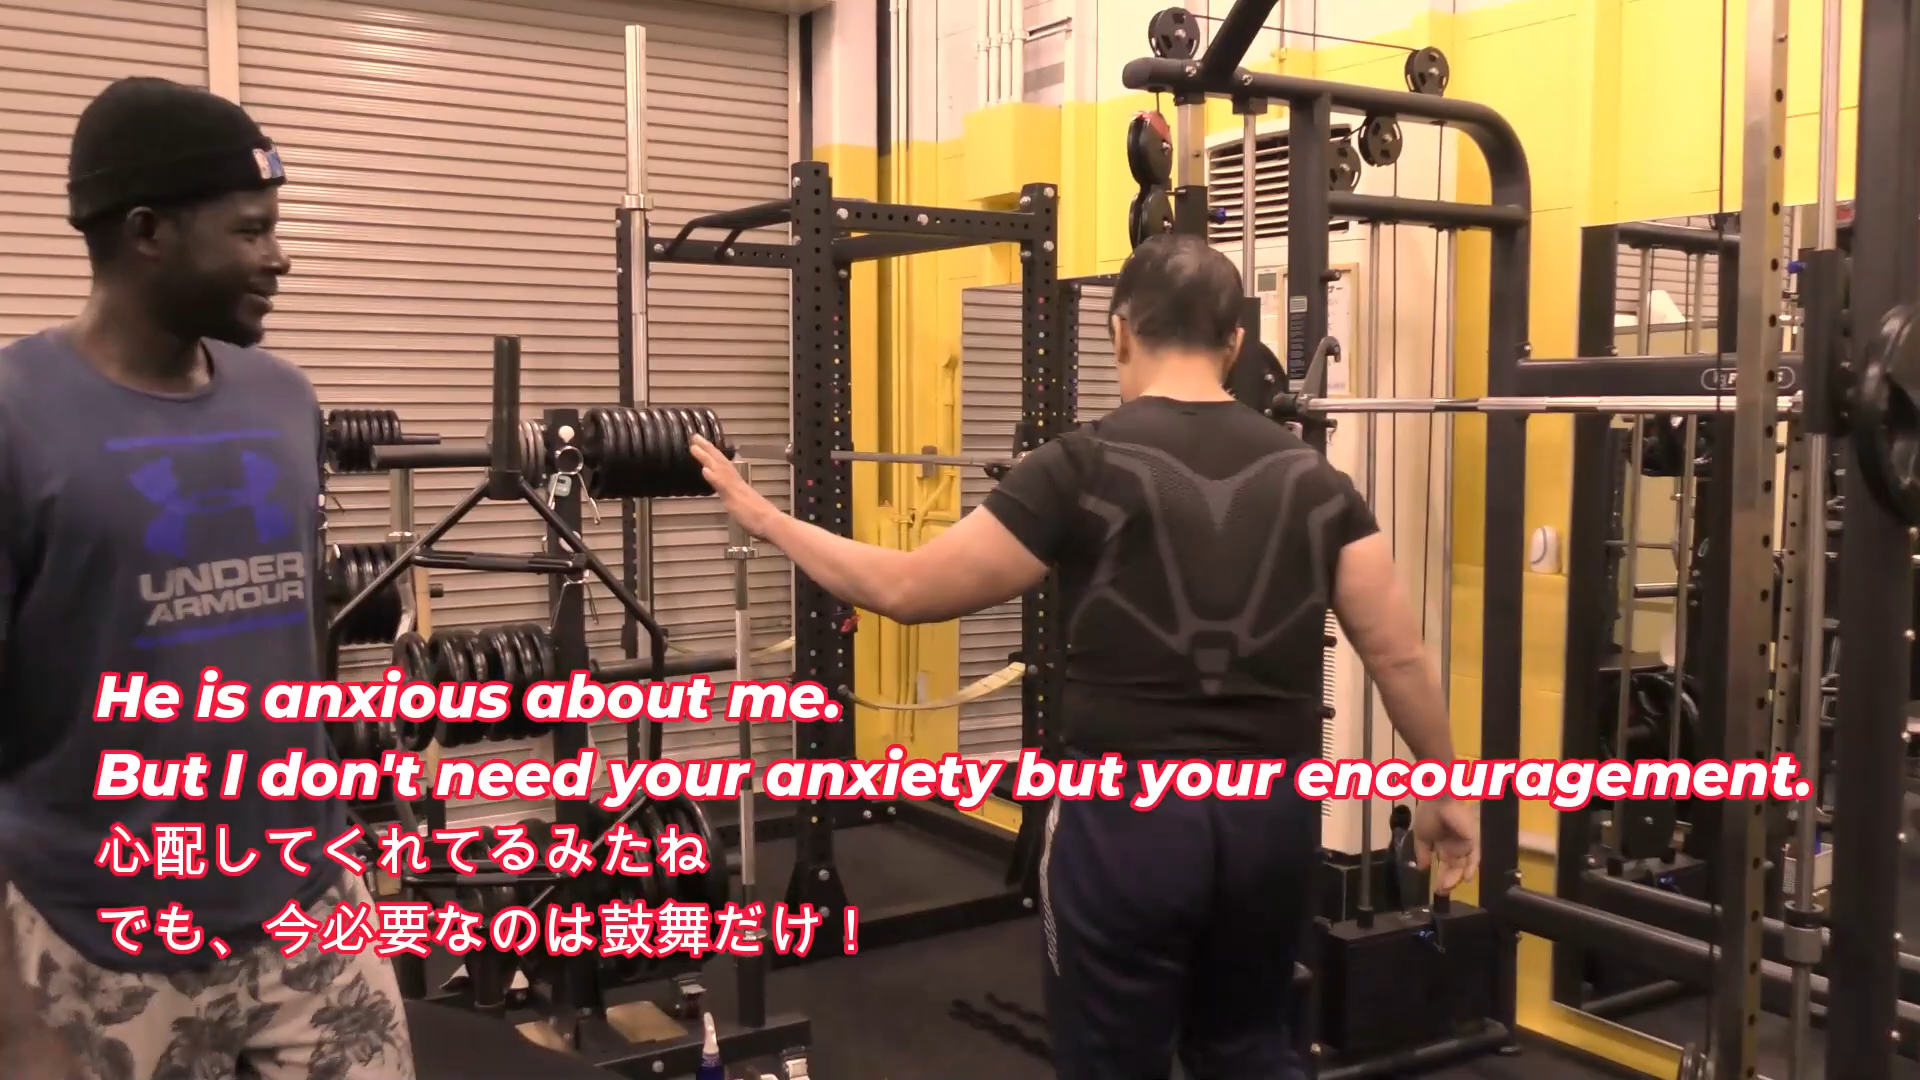 UNDER
ARMOUR
He is anxious about me.
But I don't need your anxiety but your encouragement.
心配してくれてるみたね
でも、今必要なのは鼓舞だけ！